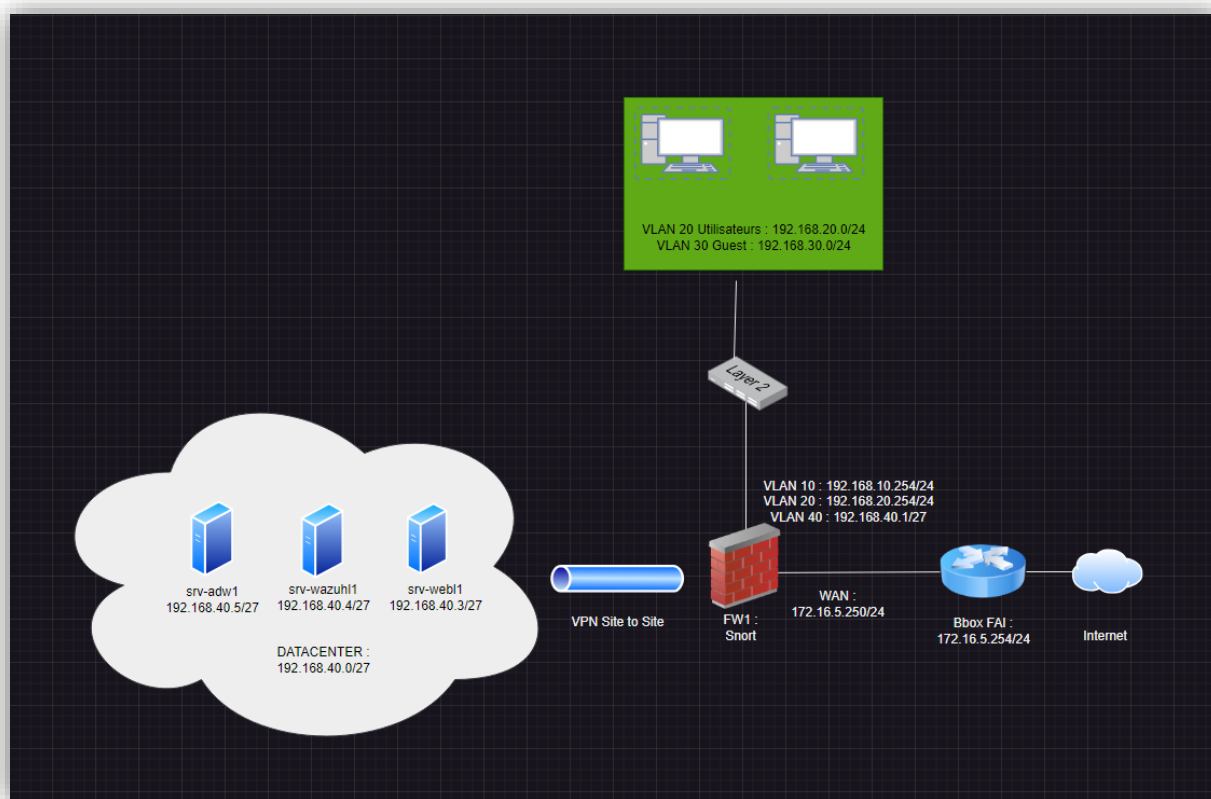 VLAN 20 Utilisateurs : 192.168.20.0/24
VLAN 30 Guest : 192.168.30.0/24
Layer 2
VLAN 10 : 192.168.10.254/24
VLAN 20 : 192.168.20.254/24
VLAN 40 : 192.168.40.1/27
srv-adw1
192.168.40.5/27
srv-wazuhl1
192.168.40.4/27
srv-webl1
192.168.40.3/27
DATACENTER :
192.168.40.0/27
VPN Site to Site
FW1 :
Snort
WAN :
172.16.5.250/24
Bbox FAI :
172.16.5.254/24
Internet